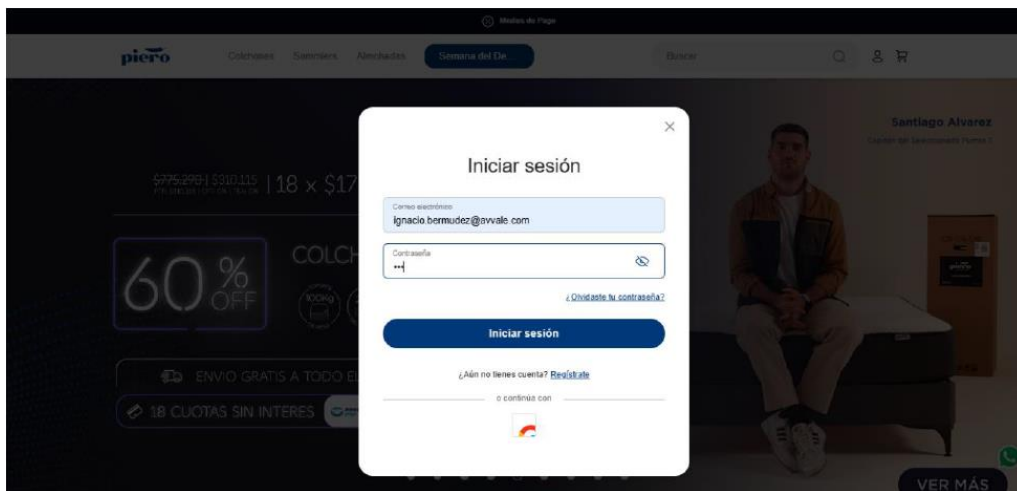 Medios de Pago
piero
Colchones Sommiers Almohadas Semana del De... Buscar
Santiago Alvarez
$775.290 | $310.115 | 18 x $17
60% OFF
COLCH
100Kg
ENVIO GRATIS A TODO EL
18 CUOTAS SIN INTERES
VER MÁS
Iniciar sesión
Correo electrónico
ignacio.bermudez@avvale.com
Contraseña
¿Olvidaste tu contraseña?
Iniciar sesión
¿Aún no tienes cuenta? Regístrate
o continúa con